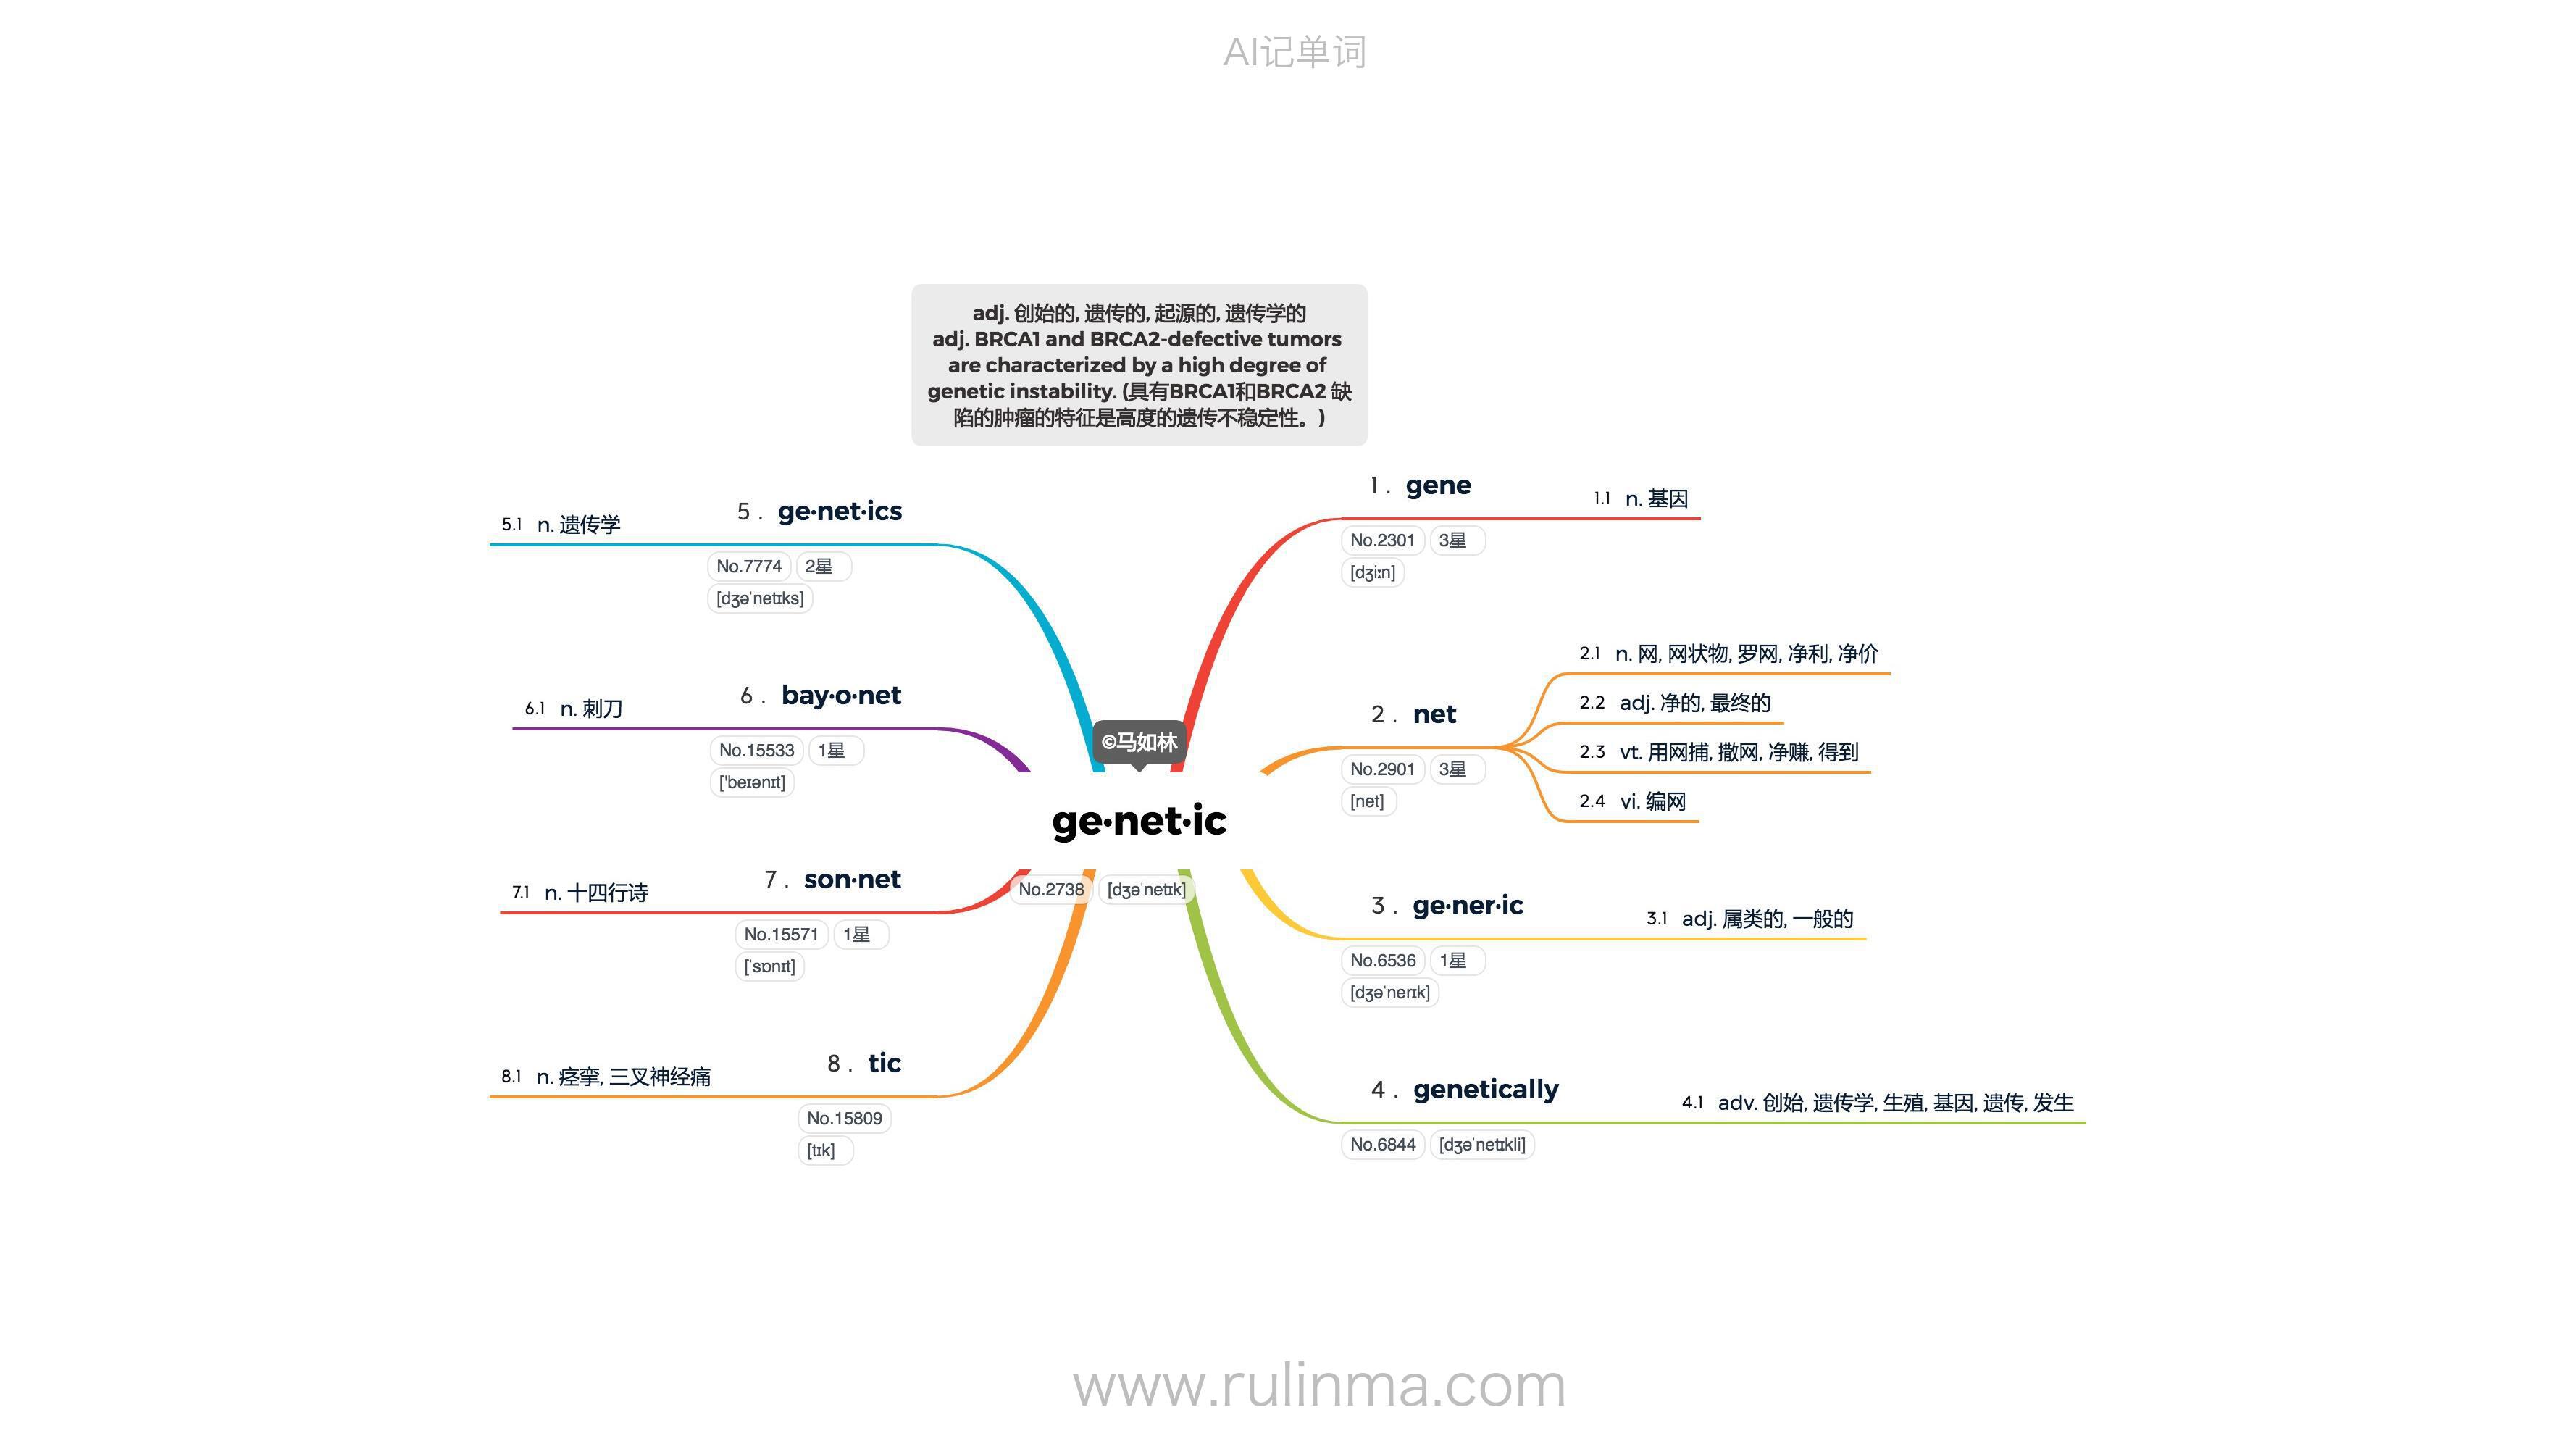 AI记单词
adj. 创始的, 遗传的, 起源的, 遗传学的
adj. BRCA1 and BRCA2-defective tumors
are characterized by a high degree of
genetic instability. (具有BRCA1和BRCA2 缺
陷的肿瘤的特征是高度的遗传不稳定性。)
©马如林
ge·net·ic
No.2738 [dʒəˈnetɪk]
1 . gene
1.1 n. 基因
No.2301 3星
[dʒiːn]
2 . net
2.1 n. 网, 网状物, 罗网, 净利, 净价
2.2 adj. 净的, 最终的
2.3 vt. 用网捕, 撒网, 净赚, 得到
2.4 vi. 编网
No.2901 3星
[net]
3 . ge·ner·ic
3.1 adj. 属类的, 一般的
No.6536 1星
[dʒəˈnerɪk]
4 . genetically
4.1 adv. 创始, 遗传学, 生殖, 基因, 遗传, 发生
No.6844 [dʒəˈnetɪkli]
5 . ge·net·ics
5.1 n. 遗传学
No.7774 2星
[dʒəˈnetɪks]
6 . bay·o·net
6.1 n. 刺刀
No.15533 1星
['beɪənɪt]
7 . son·net
7.1 n. 十四行诗
No.15571 1星
[ˈsɒnɪt]
8 . tic
8.1 n. 痉挛, 三叉神经痛
No.15809
[tɪk]
www.rulinma.com